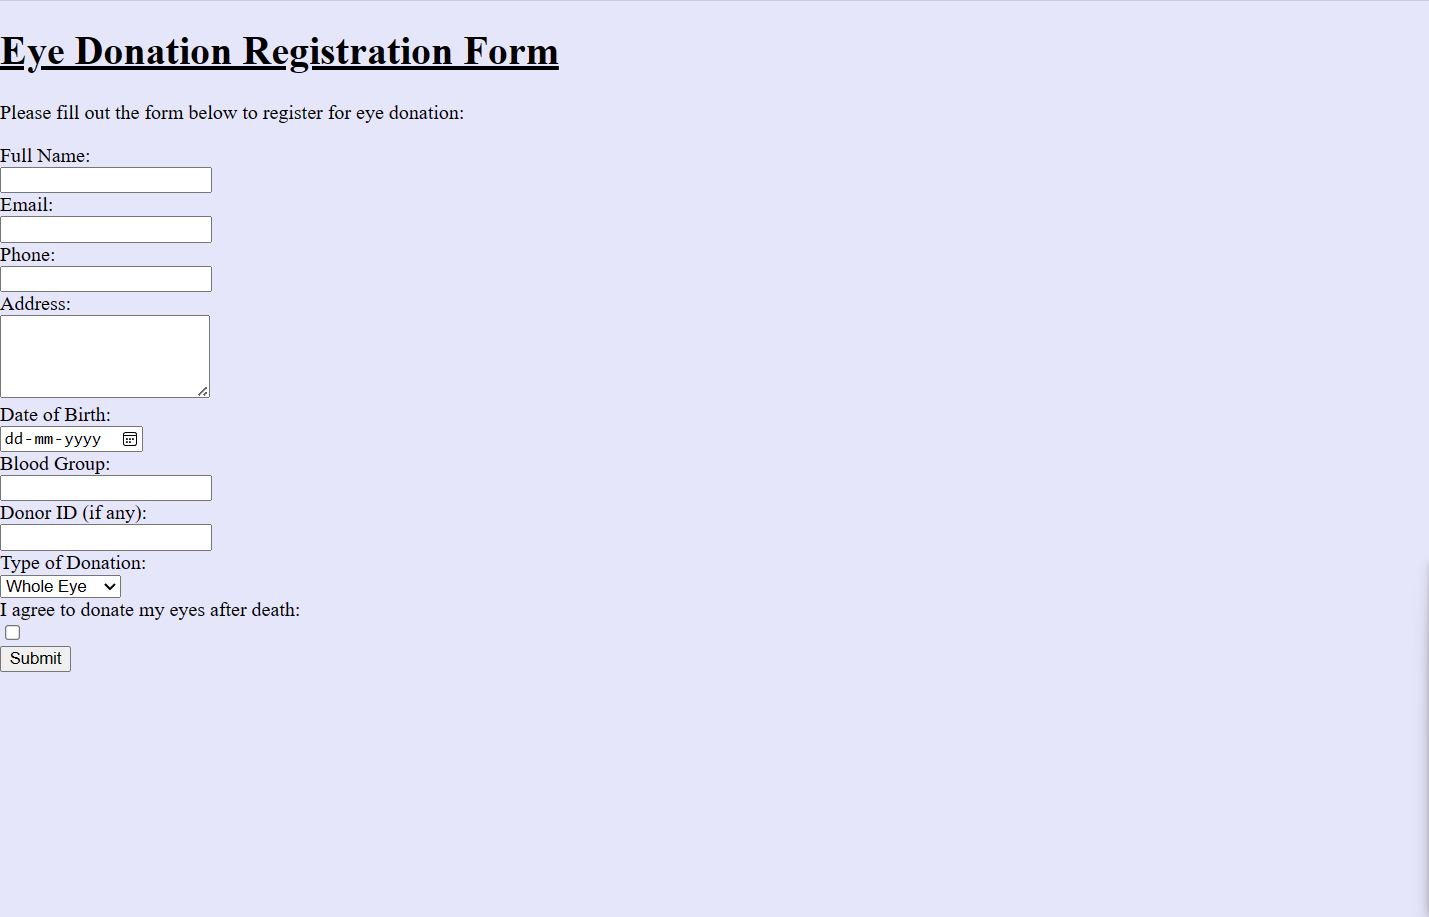 Eye Donation Registration Form
Please fill out the form below to register for eye donation:
Full Name:
Email:
Phone:
Address:
Date of Birth:
dd-mm-yyyy
Blood Group:
Donor ID (if any):
Type of Donation:
Whole Eye
I agree to donate my eyes after death:
Submit